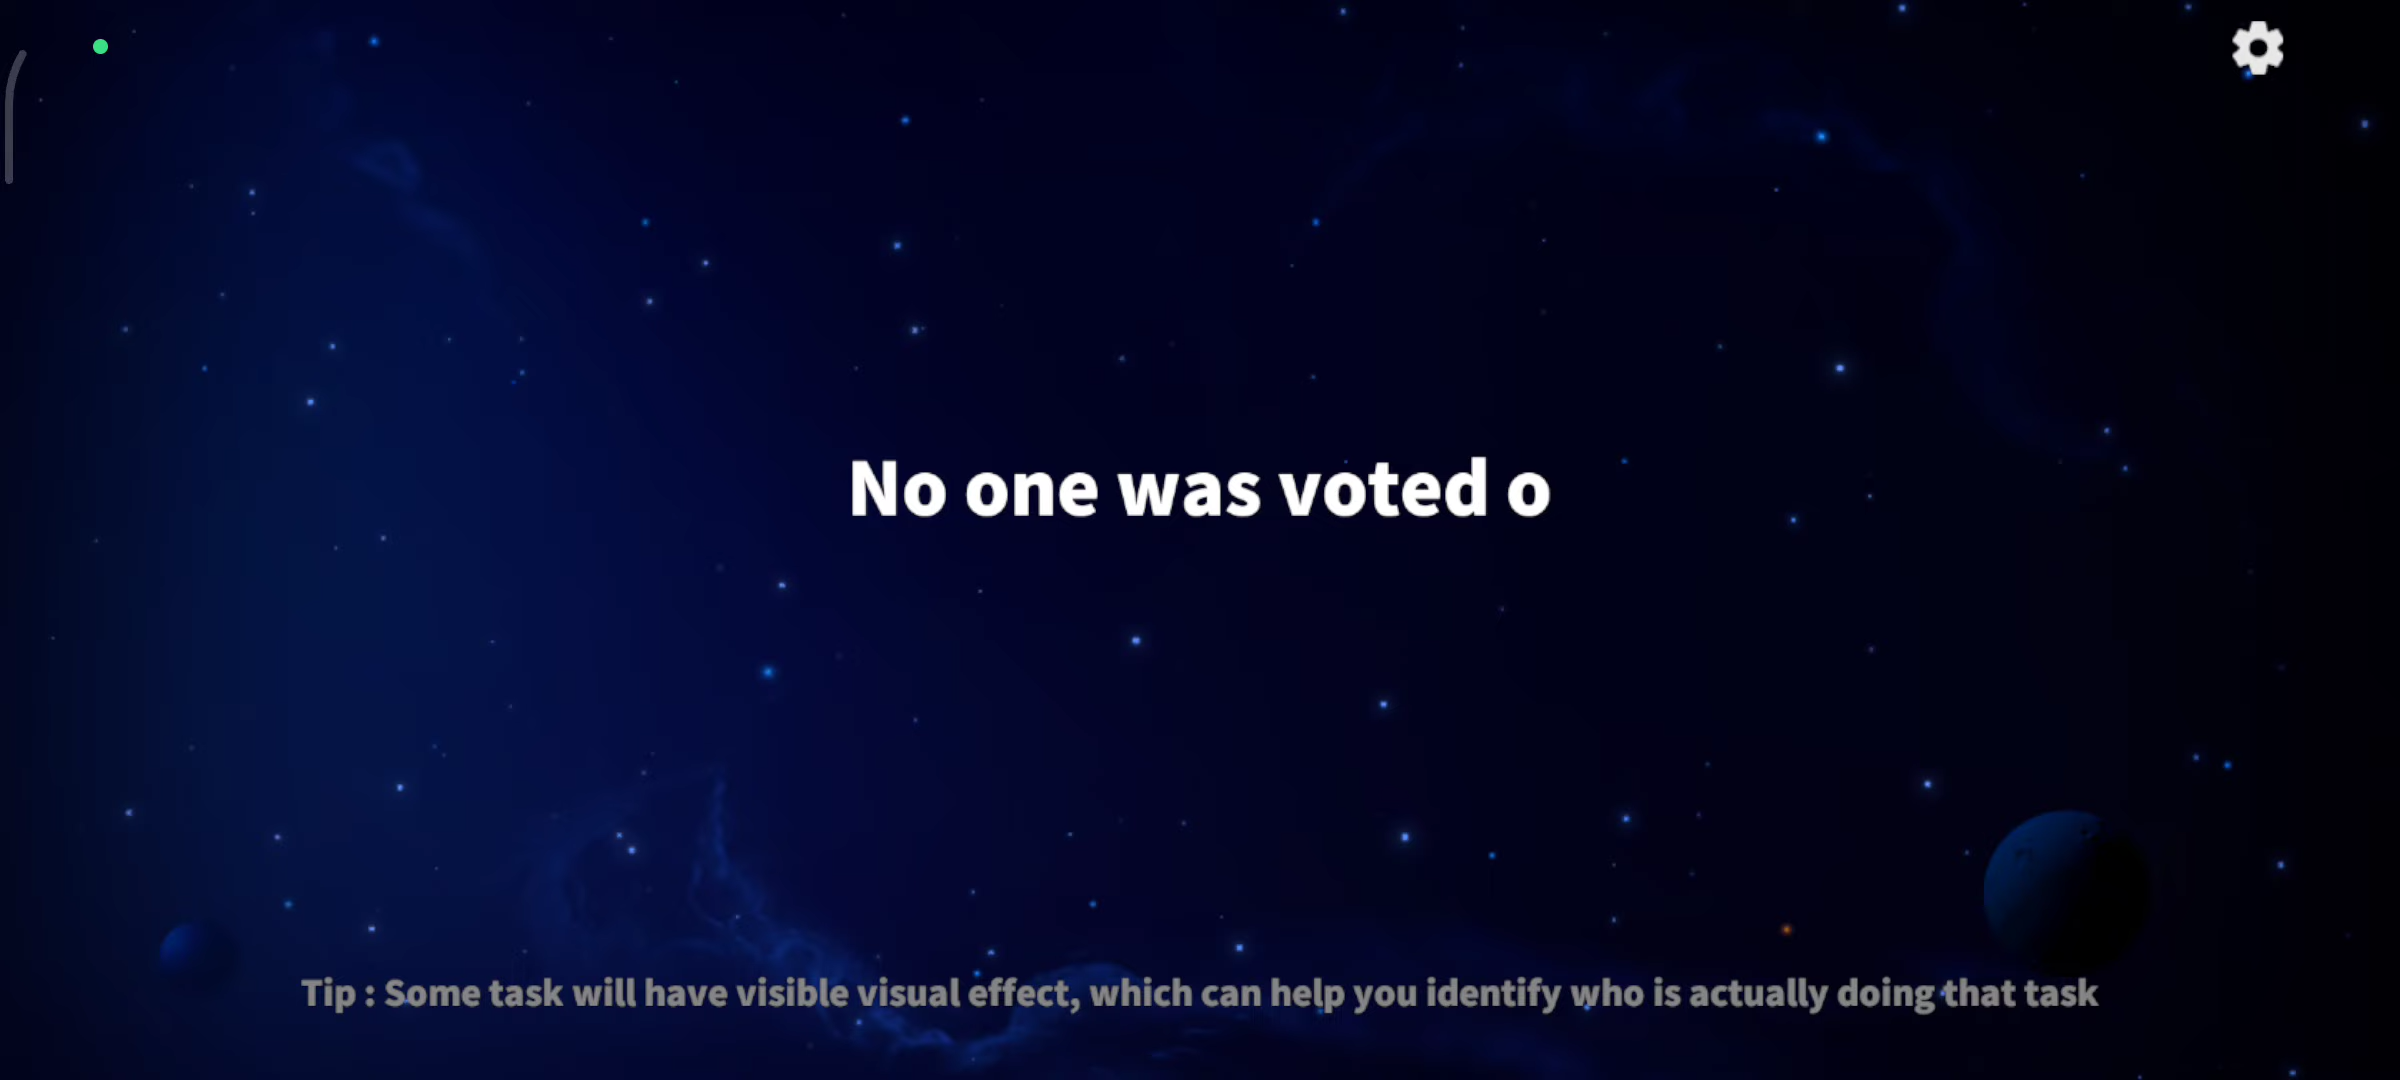 No one was voted o
Tip : Some task will have visible visual effect, which can help you identify who is actually doing that task